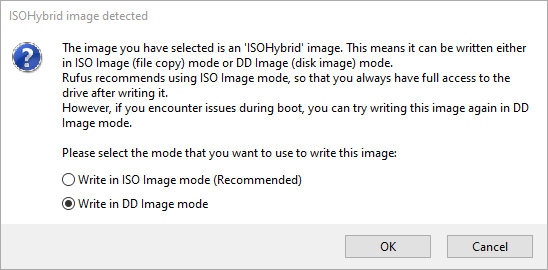 ISOHybrid image detected
The image you have selected is an 'ISOHybrid' image. This means it can be written either
in ISO Image (file copy) mode or DD Image (disk image) mode.
Rufus recommends using ISO Image mode, so that you always have full access to the
drive after writing it.
However, if you encounter issues during boot, you can try writing this image again in DD
Image mode.
Please select the mode that you want to use to write this image:
Write in ISO Image mode (Recommended)
Write in DD Image mode
OK
Cancel